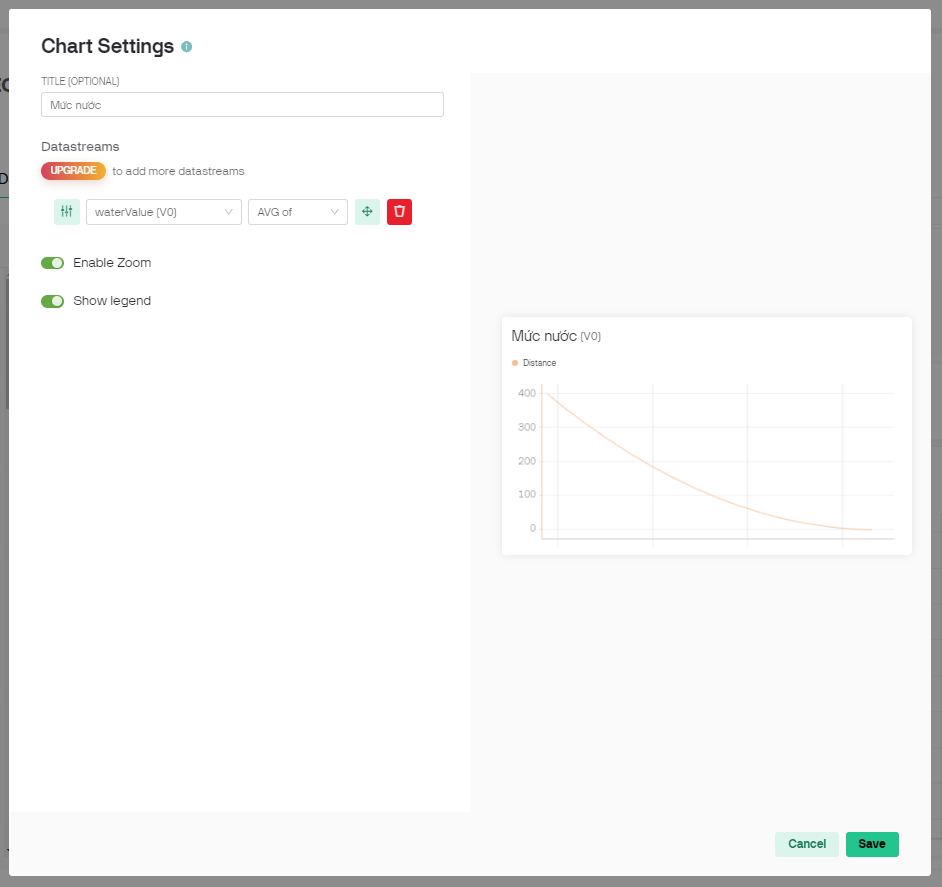 Chart Settings
TITLE (OPTIONAL)
Mức nước
Datastreams
UPGRADE to add more datastreams
waterValue (V0) AVG of
Enable Zoom
Show legend
Mức nước (V0)
Distance
400
300
200
100
0
Cancel Save